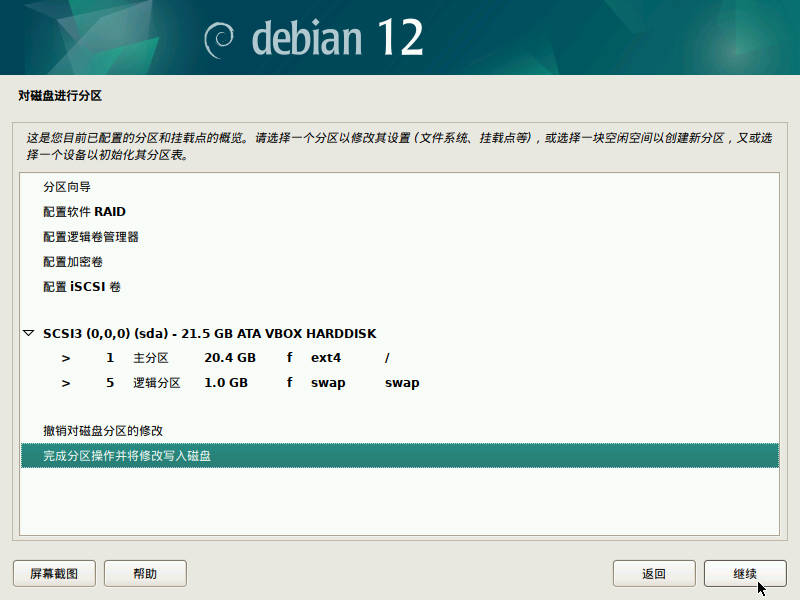 debian 12
对磁盘进行分区
这是您目前已配置的分区和挂载点的概览。请选择一个分区以修改其设置 (文件系统、挂载点等)，或选择一块空闲空间以创建新分区，又或选
择一个设备以初始化其分区表。
分区向导
配置软件 RAID
配置逻辑卷管理器
配置加密卷
配置 iSCSI 卷
SCSI3 (0,0,0) (sda) - 21.5 GB ATA VBOX HARDDISK
> 1 主分区 20.4 GB f ext4 /
> 5 逻辑分区 1.0 GB f swap swap
撤销对磁盘分区的修改
完成分区操作并将修改写入磁盘
屏幕截图 帮助 返回 继续